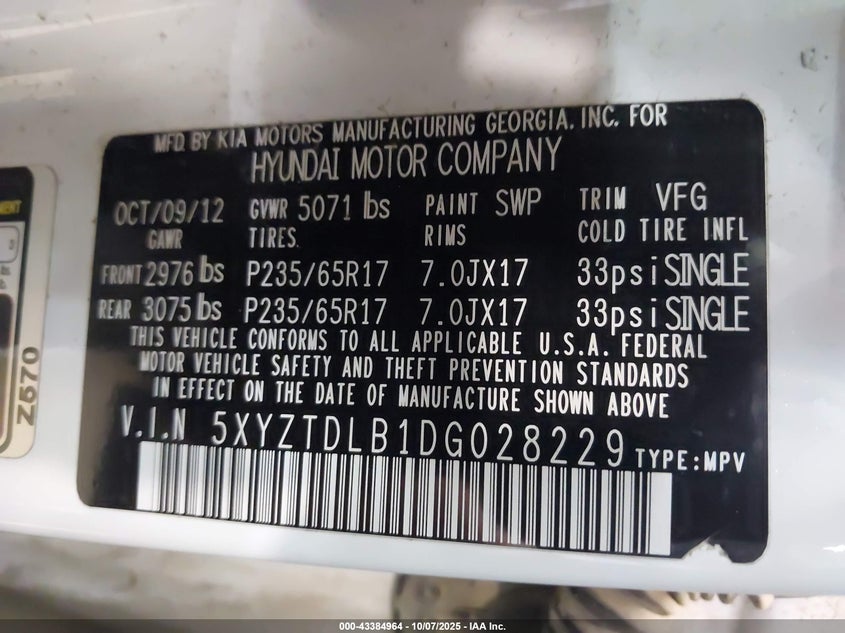 MFD. BY KIA MOTORS MANUFACTURING GEORGIA. INC. FOR
HYUNDAI MOTOR COMPANY
OCT/09/12 GVWR 5071 lbs PAINT SWP TRIM VFG
GAWR TIRES. RIMS COLD TIRE INFL
FRONT 2976 lbs P235/65R17 7.0JX17 33psi SINGLE
REAR 3075 lbs P235/65R17 7.0JX17 33psi SINGLE
THIS VEHICLE CONFORMS TO ALL APPLICABLE U.S.A. FEDERAL
MOTOR VEHICLE SAFETY AND THEFT PREVENTION STANDARDS
IN EFFECT ON THE DATE OF MANUFACTURE SHOWN ABOVE
V.I.N 5XYZTDLB1DG028229 TYPE:MPV
Z570
000-43384964 - 10/07/2025 - IAA Inc.